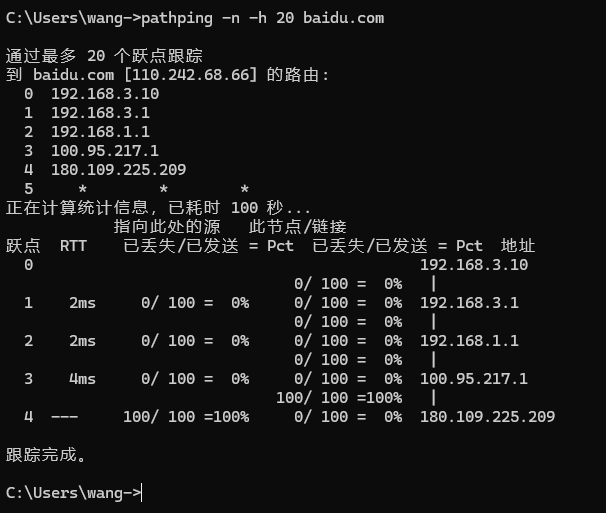 C:\Users\wang->pathping -n -h 20 baidu.com
通过最多 20 个跃点跟踪
到 baidu.com [110.242.68.66] 的路由:
  0  192.168.3.10
  1  192.168.3.1
  2  192.168.1.1
  3  100.95.217.1
  4  180.109.225.209
  5     *        *        *
正在计算统计信息，已耗时 100 秒...
            指向此处的源   此节点/链接
跃点  RTT    已丢失/已发送 = Pct  已丢失/已发送 = Pct  地址
  0                                           192.168.3.10
                                0/ 100 =  0%   |
  1    2ms     0/ 100 =  0%     0/ 100 =  0%  192.168.3.1
                                0/ 100 =  0%   |
  2    2ms     0/ 100 =  0%     0/ 100 =  0%  192.168.1.1
                                0/ 100 =  0%   |
  3    4ms     0/ 100 =  0%     0/ 100 =  0%  100.95.217.1
                              100/ 100 =100%   |
  4  ---     100/ 100 =100%     0/ 100 =  0%  180.109.225.209
跟踪完成。
C:\Users\wang->